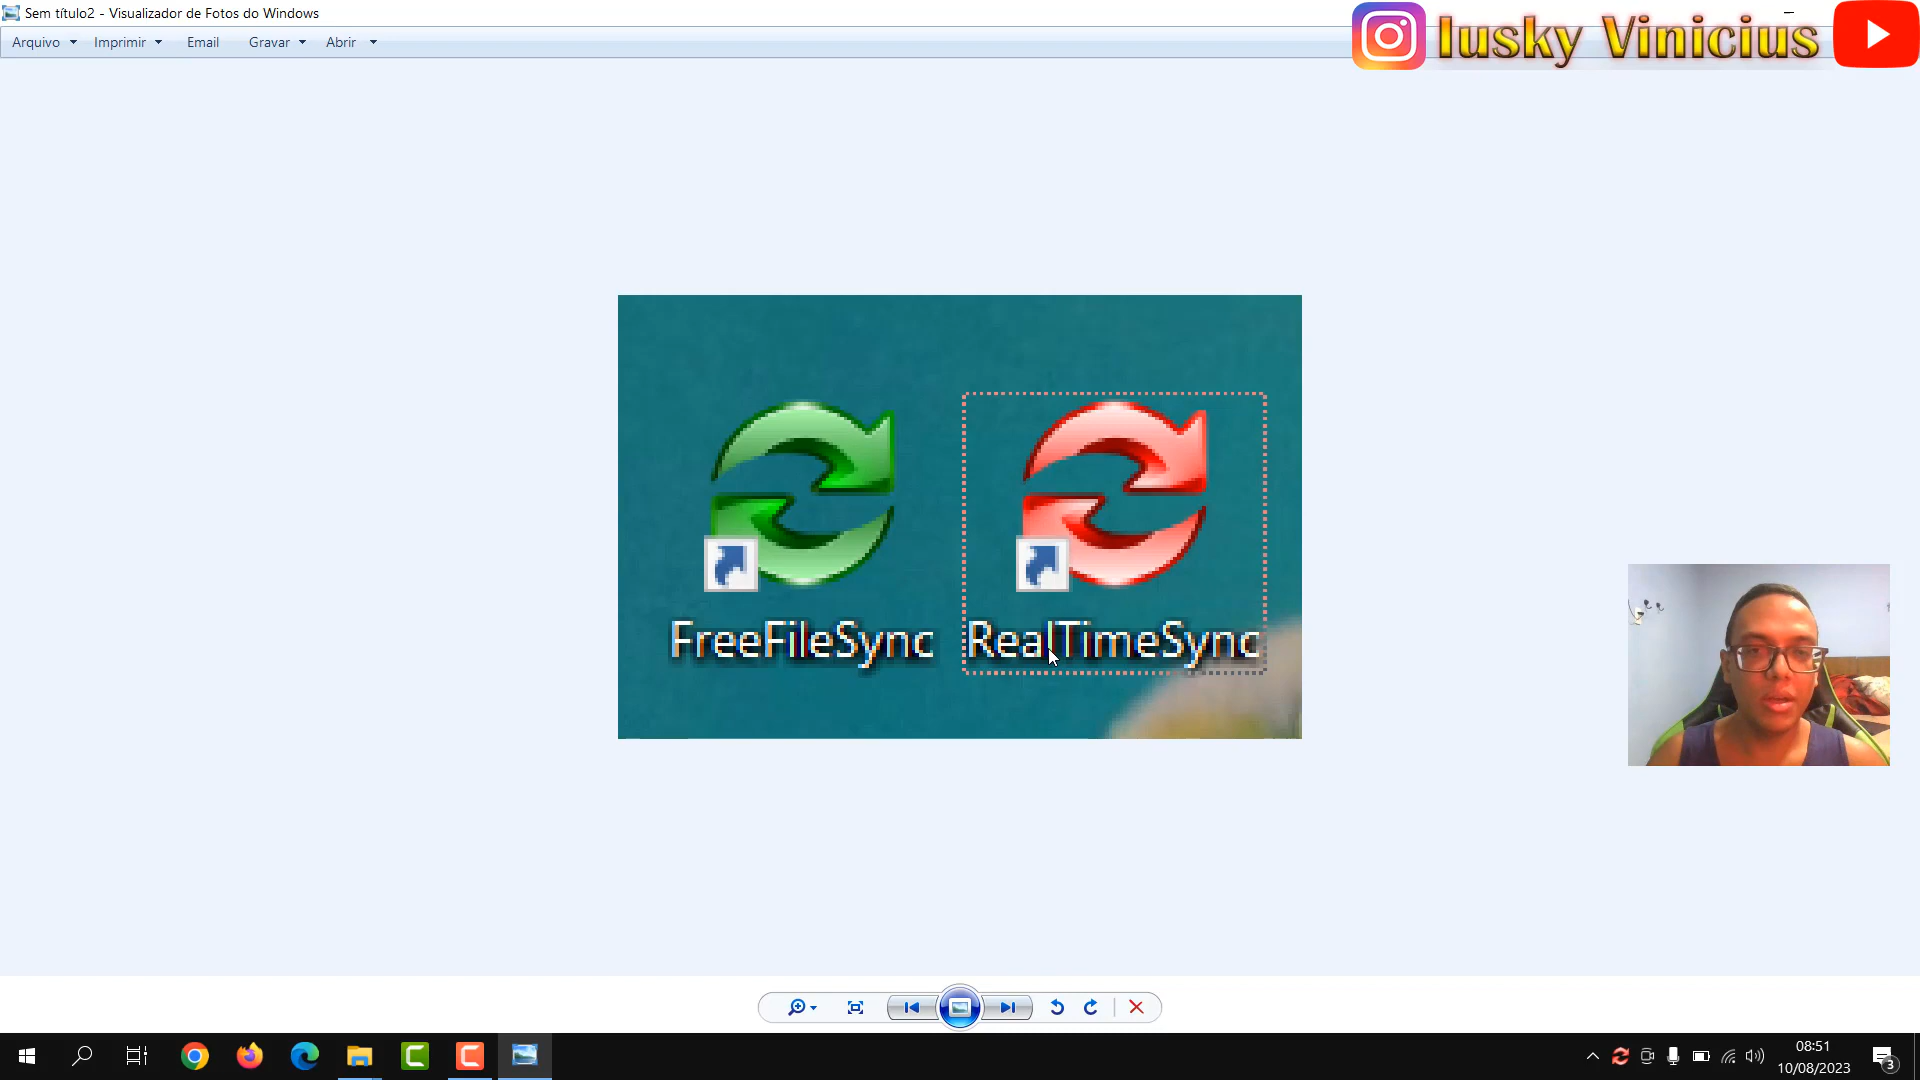 Sem título2 - Visualizador de Fotos do Windows
Arquivo Imprimir Email Gravar Abrir
Iusky Vinicius
FreeFileSync RealTimeSync
08:51
10/08/2023
3